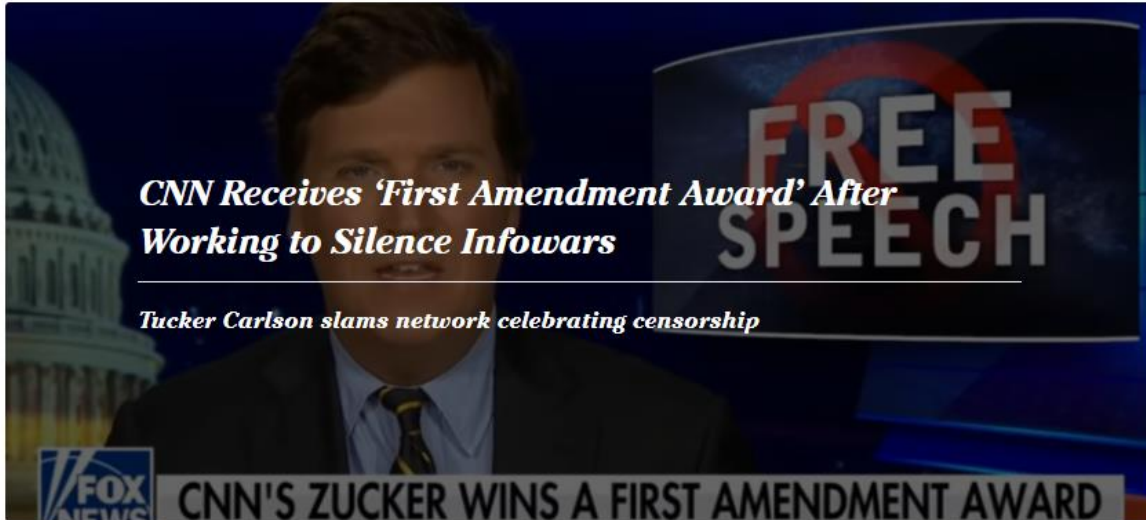 FREE
SPEECH
CNN Receives ‘First Amendment Award’ After
Working to Silence Infowars
Tucker Carlson slams network celebrating censorship
FOX
NEWS
CNN'S ZUCKER WINS A FIRST AMENDMENT AWARD